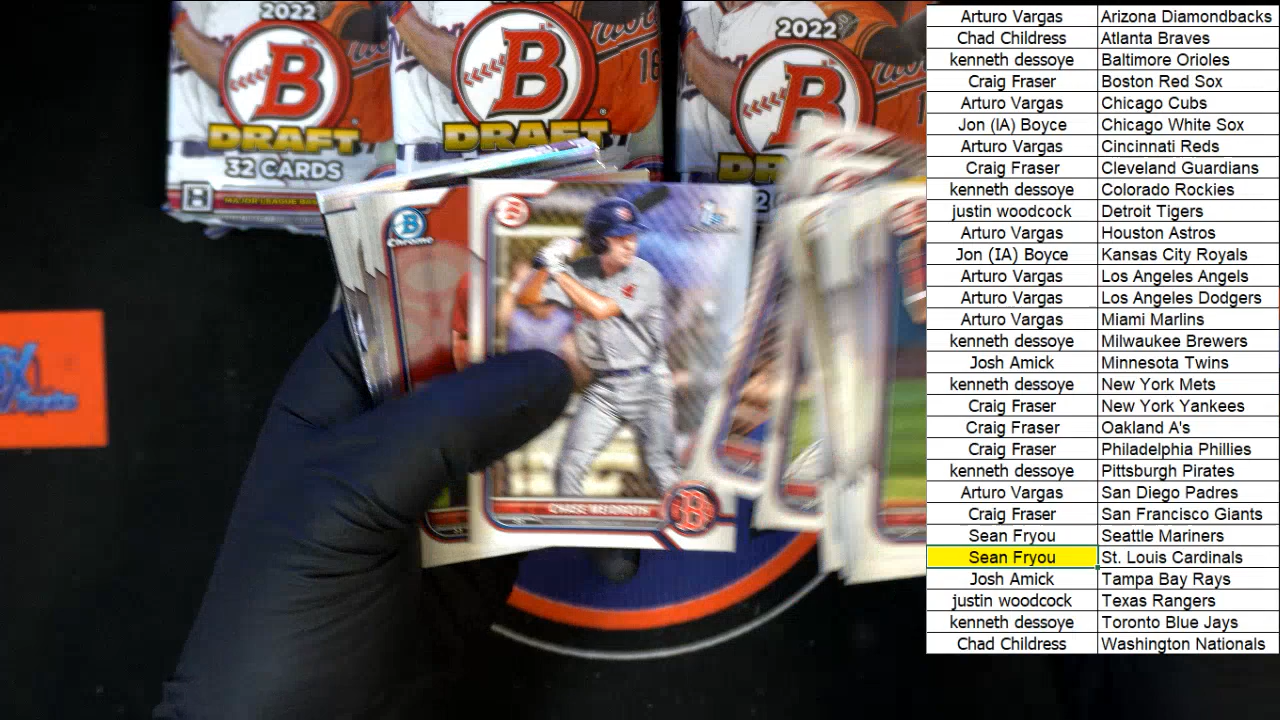 2022
B
DRAFT
32 CARDS
B
DRAFT
16
2022
B
Chrome
B
CHASE MEIDROTH
Arturo Vargas Arizona Diamondbacks
Chad Childress Atlanta Braves
kenneth dessoye Baltimore Orioles
Craig Fraser Boston Red Sox
Arturo Vargas Chicago Cubs
Jon (IA) Boyce Chicago White Sox
Arturo Vargas Cincinnati Reds
Craig Fraser Cleveland Guardians
kenneth dessoye Colorado Rockies
justin woodcock Detroit Tigers
Arturo Vargas Houston Astros
Jon (IA) Boyce Kansas City Royals
Arturo Vargas Los Angeles Angels
Arturo Vargas Los Angeles Dodgers
Arturo Vargas Miami Marlins
kenneth dessoye Milwaukee Brewers
Josh Amick Minnesota Twins
kenneth dessoye New York Mets
Craig Fraser New York Yankees
Craig Fraser Oakland A's
Craig Fraser Philadelphia Phillies
kenneth dessoye Pittsburgh Pirates
Arturo Vargas San Diego Padres
Craig Fraser San Francisco Giants
Sean Fryou Seattle Mariners
Sean Fryou St. Louis Cardinals
Josh Amick Tampa Bay Rays
justin woodcock Texas Rangers
kenneth dessoye Toronto Blue Jays
Chad Childress Washington Nationals